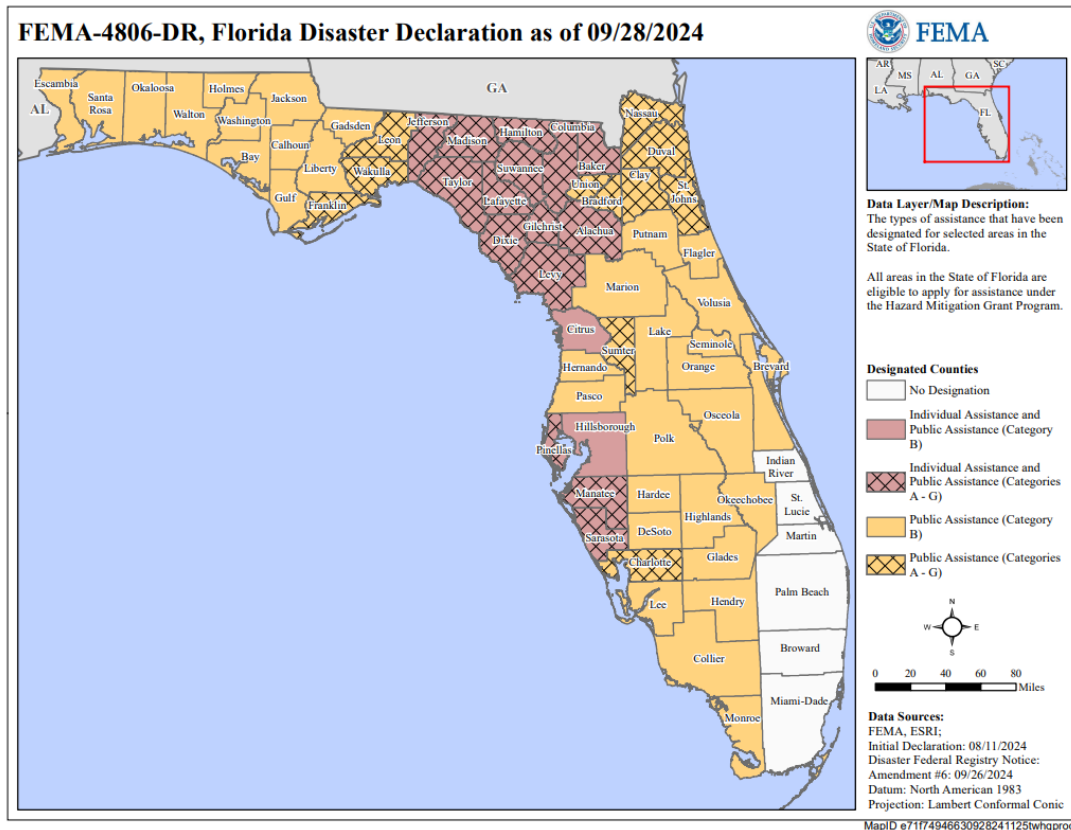 FEMA-4806-DR, Florida Disaster Declaration as of 09/28/2024
FEMA
Escambia
Santa
Rosa
Okaloosa
Holmes
Jackson
Walton
Washington
Bay
Calhoun
Gadsden
Liberty
Gulf
Franklin
Leon
Wakulla
Jefferson
Madison
Hamilton
Columbia
Taylor
Suwannee
Lafayette
Baker
Union
Bradford
Gilchrist
Dixie
Alachua
Levy
Nassau
Duval
Clay
St.
Johns
Putnam
Flagler
Marion
Volusia
Citrus
Sumter
Lake
Seminole
Orange
Brevard
Hernando
Pasco
Osceola
Hillsborough
Polk
Pinellas
Indian
River
Manatee
Hardee
Okeechobee
St.
Lucie
Highlands
Sarasota
DeSoto
Martin
Charlotte
Glades
Lee
Hendry
Palm Beach
Collier
Broward
Monroe
Miami-Dade
AL
GA
AR
MS
AL
GA
SC
LA
FL
Data Layer/Map Description:
The types of assistance that have been
designated for selected areas in the
State of Florida.
All areas in the State of Florida are
eligible to apply for assistance under
the Hazard Mitigation Grant Program.
Designated Counties
No Designation
Individual Assistance and
Public Assistance (Category
B)
Individual Assistance and
Public Assistance (Categories
A - G)
Public Assistance (Category
B)
Public Assistance (Categories
A - G)
N
W
E
S
0 20 40 60 80
Miles
Data Sources:
FEMA, ESRI;
Initial Declaration: 08/11/2024
Disaster Federal Registry Notice:
Amendment #6: 09/26/2024
Datum: North American 1983
Projection: Lambert Conformal Conic
MapID e71f74946630928241125twhqprod